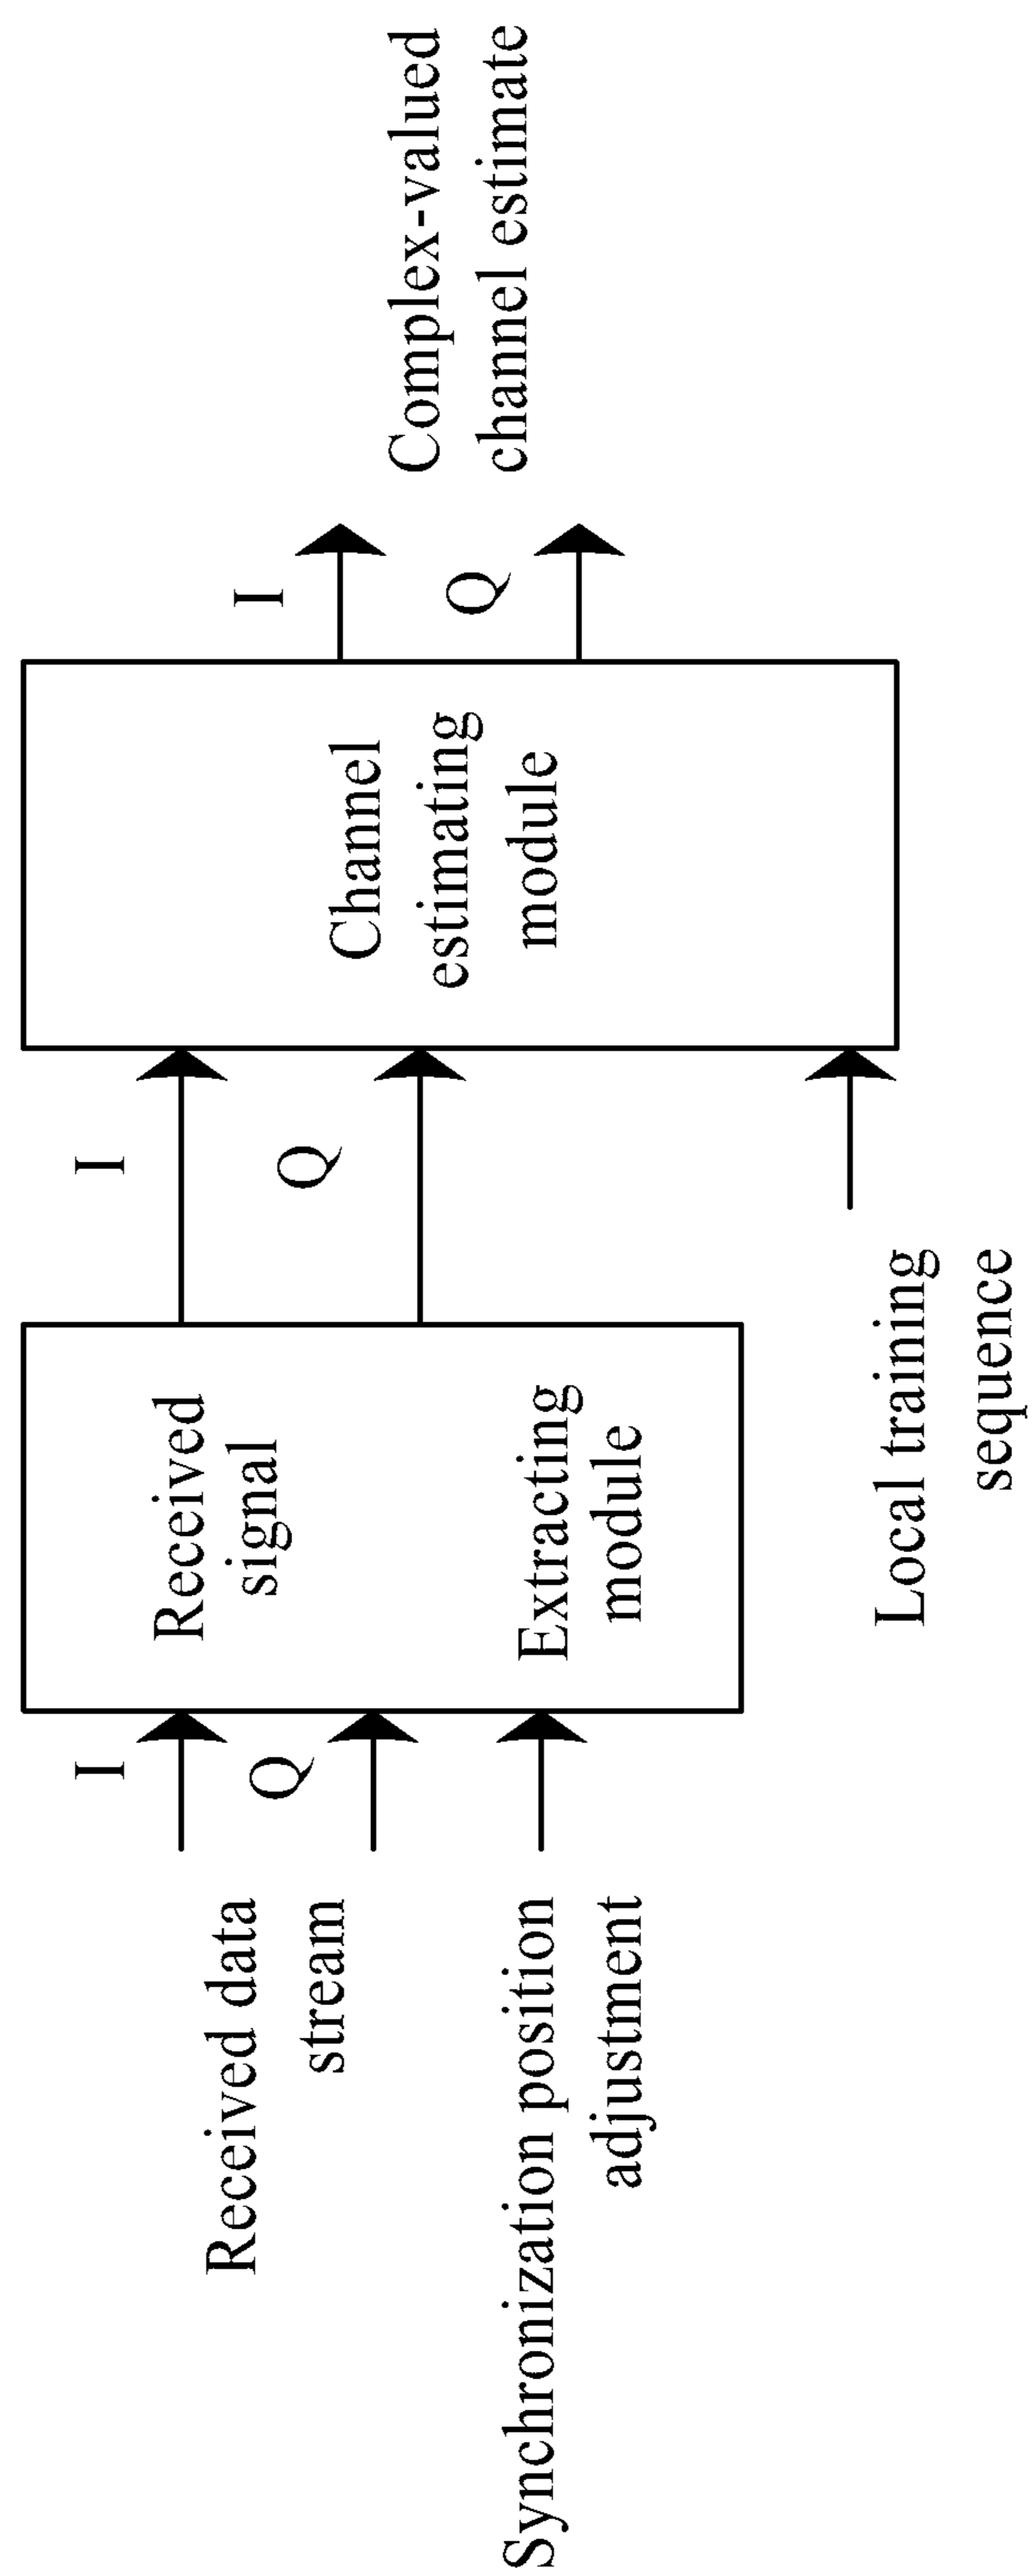 I
Received data
stream
Q
Synchronization position
adjustment
Received
signal
Extracting
module
I
Q
Local training
sequence
Channel
estimating
module
I
Q
Complex-valued
channel estimate